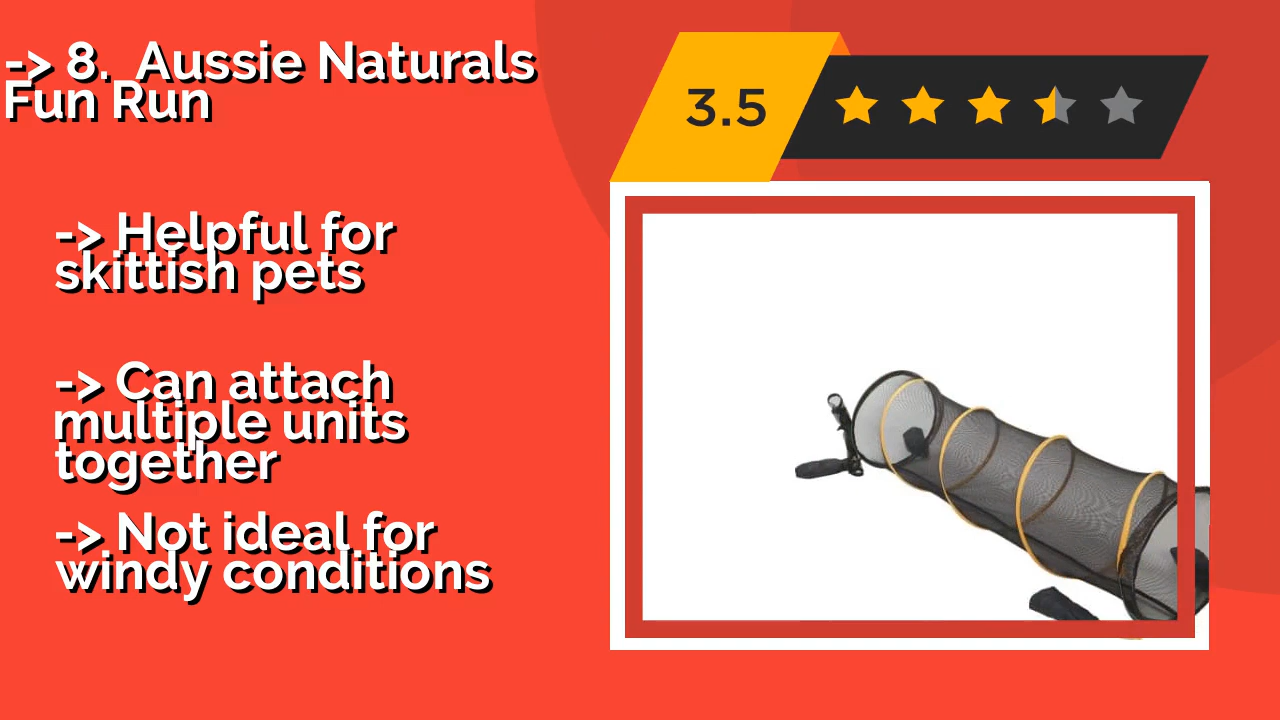 -> 8.  Aussie Naturals
Fun Run
3.5
-> Helpful for
skittish pets
-> Can attach
multiple units
together
-> Not ideal for
windy conditions